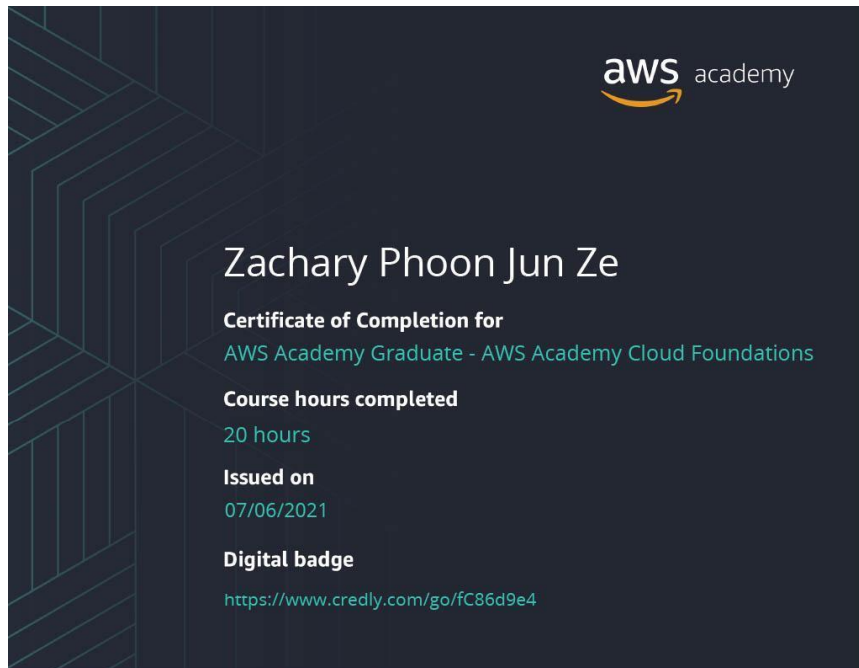 aws academy
Zachary Phoon Jun Ze
Certificate of Completion for
AWS Academy Graduate - AWS Academy Cloud Foundations
Course hours completed
20 hours
Issued on
07/06/2021
Digital badge
https://www.credly.com/go/fC86d9e4